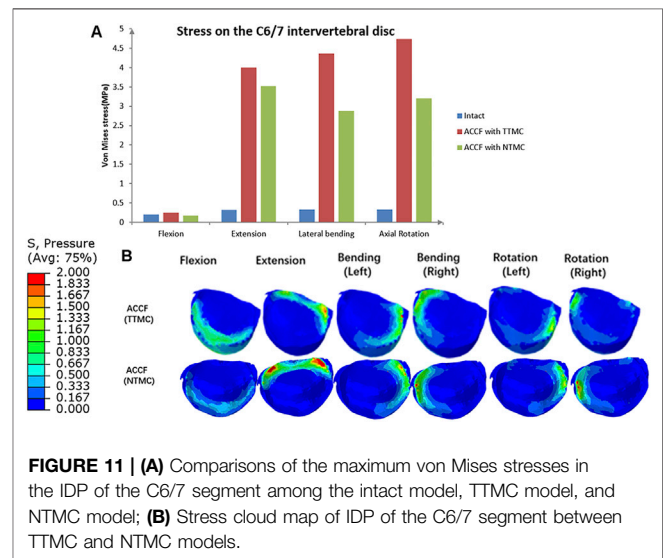 A
Stress on the C6/7 intervertebral disc
Von Mises stress(MPa)
5
4.5
4
3.5
3
2.5
2
1.5
1
0.5
0
Flexion Extension Lateral bending Axial Rotation
Intact
ACCF with TTMC
ACCF with NTMC
B
S, Pressure
(Avg: 75%)
2.000
1.833
1.667
1.500
1.333
1.167
1.000
0.833
0.667
0.500
0.333
0.167
0.000
Flexion Extension Bending (Left) Bending (Right) Rotation (Left) Rotation (Right)
ACCF
(TTMC)
ACCF
(NTMC)
FIGURE 11 | (A) Comparisons of the maximum von Mises stresses in
the IDP of the C6/7 segment among the intact model, TTMC model, and
NTMC model; (B) Stress cloud map of IDP of the C6/7 segment between
TTMC and NTMC models.